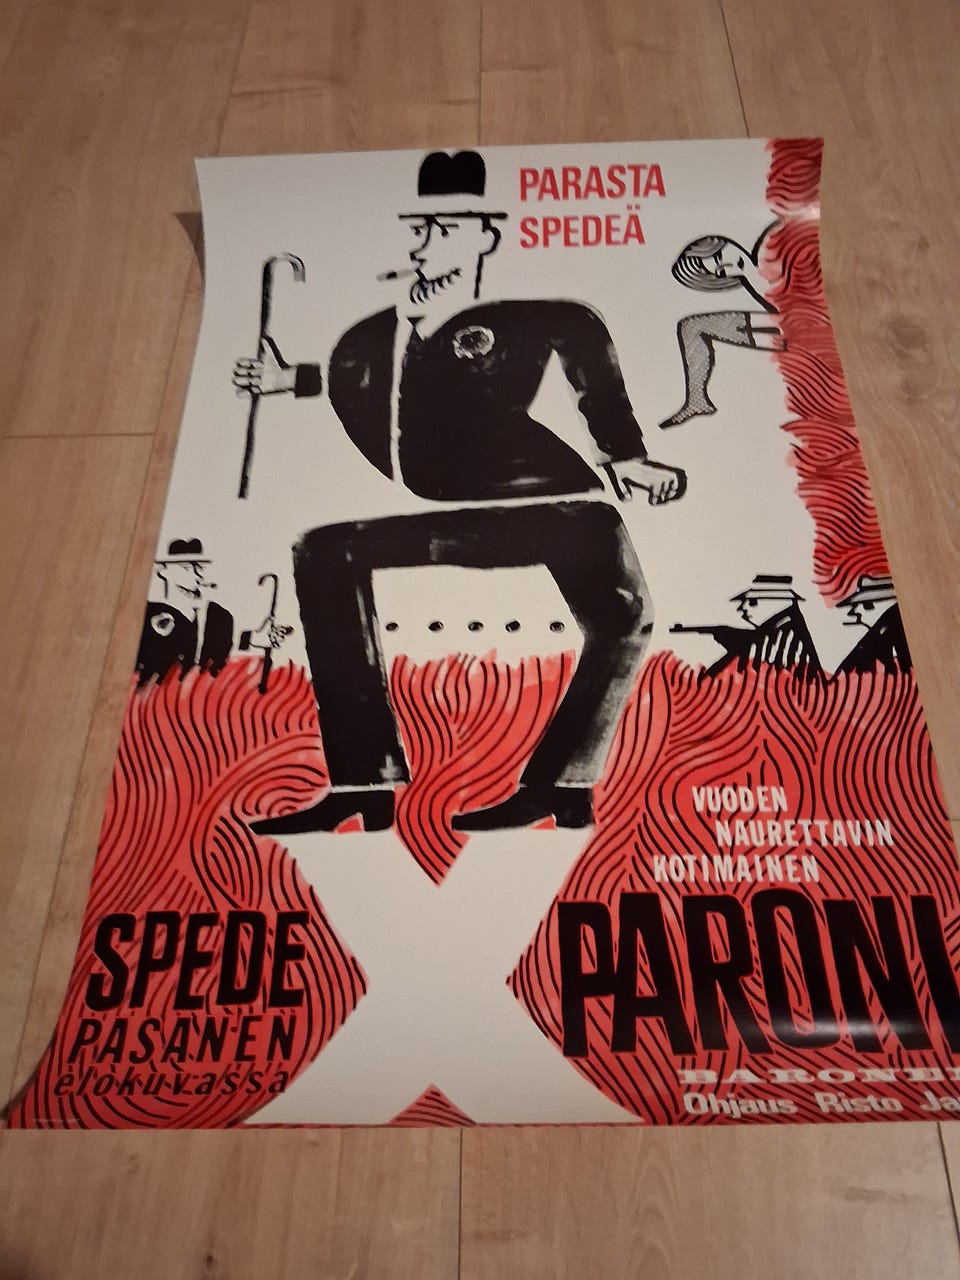 PARASTA
SPEDEÄ
VUODEN
NAURETTAVIN
KOTIMAINEN
SPEDE
PASANEN
elokuvassa
X
PARONI
Ohjaus Risto